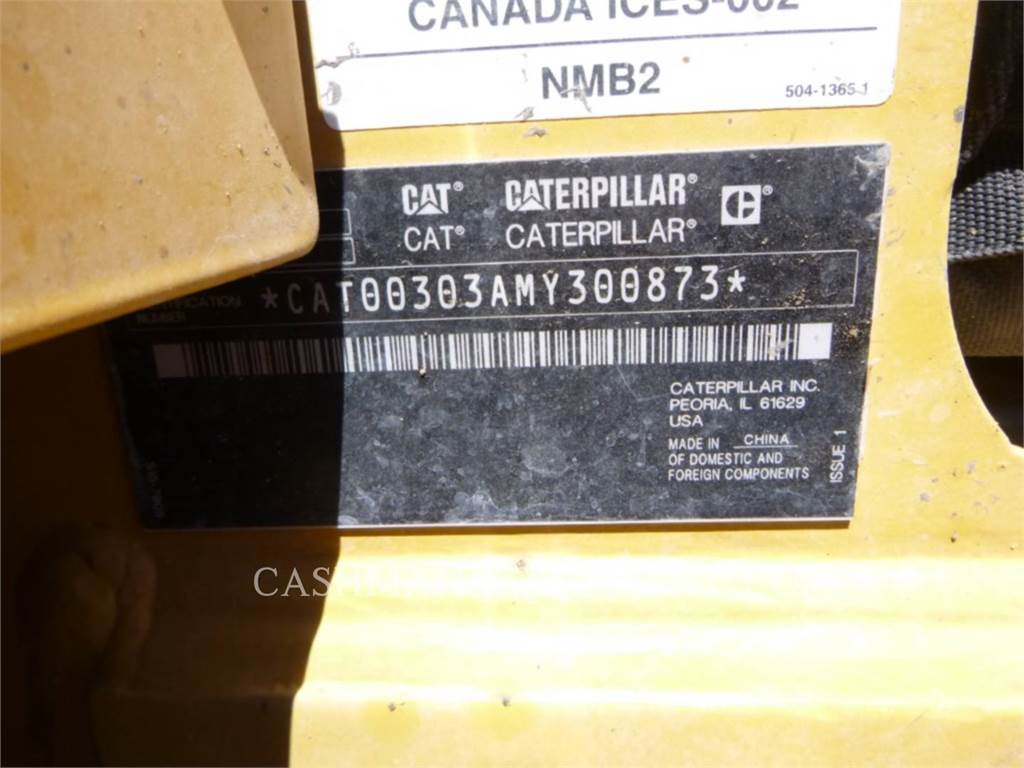 CANADA ICES-002
NMB2
504-1365 1
CAT® CATERPILLAR® ®
CAT® CATERPILLAR®
*CAT00303AMY300873*
NUMBER
CATERPILLAR INC.
PEORIA, IL 61629
USA
MADE IN CHINA
OF DOMESTIC AND
FOREIGN COMPONENTS
ISSUE 1